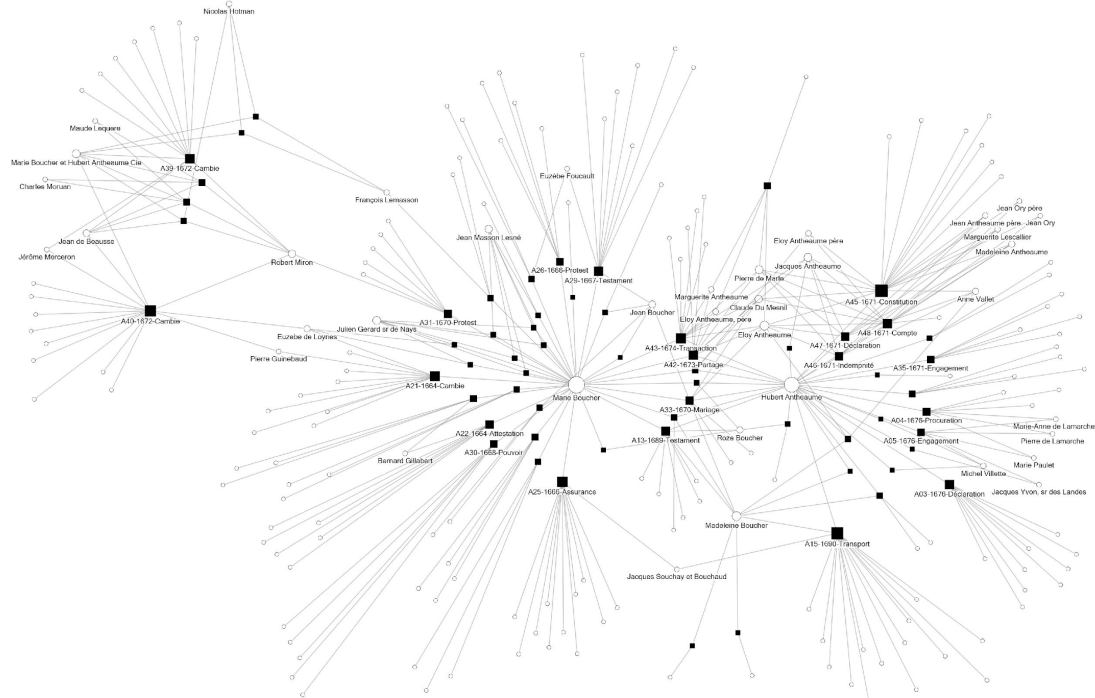 Nicolas Hotman
Maude Lequere
Marie Boucher et Hubert Antheaume Cie
A39-1672-Cambie
Charles Moruan
François Lemasson
Jean de Beausse
Jérôme Merceron
Robert Miron
A40-1672-Cambie
Euzèbe Foucault
Jean Masson Lesné
A26-1666-Protest
A29-1667-Testament
A31-1670-Protest
Julien Gerard sr de Nays
Euzebe de Loynes
Pierre Guinebaud
A21-1664-Cambie
Jean Boucher
Marguerite Antheaume
Claude Du Mesnil
Eloy Antheaume, père
Pierre de Marle
Eloy Antheaume père
Jacques Antheaume
Eloy Antheaume
Jean Ory père
Jean Antheaume père
Jean Ory
Marguerite Lescallier
Madeleine Antheaume
A45-1671-Constitution
Anne Vallet
A48-1671-Compte
A47-1671-Déclaration
A46-1671-Indempnité
A35-1671-Engagement
A43-1674-Transaction
A42-1673-Partage
Marie Boucher
Hubert Antheaume
A33-1670-Mariage
A13-1689-Testament
Roze Boucher
A04-1676-Procuration
Marie-Anne de Lamarche
A05-1676-Engagement
Pierre de Lamarche
Marie Paulet
Michel Villette
Jacques Yvon, sr des Landes
A03-1676-Déclaration
A22-1664-Attestation
A30-1668-Pouvoir
Bernard Gillabert
A25-1666-Assurance
Madeleine Boucher
A15-1690-Transport
Jacques Souchay et Bouchaud